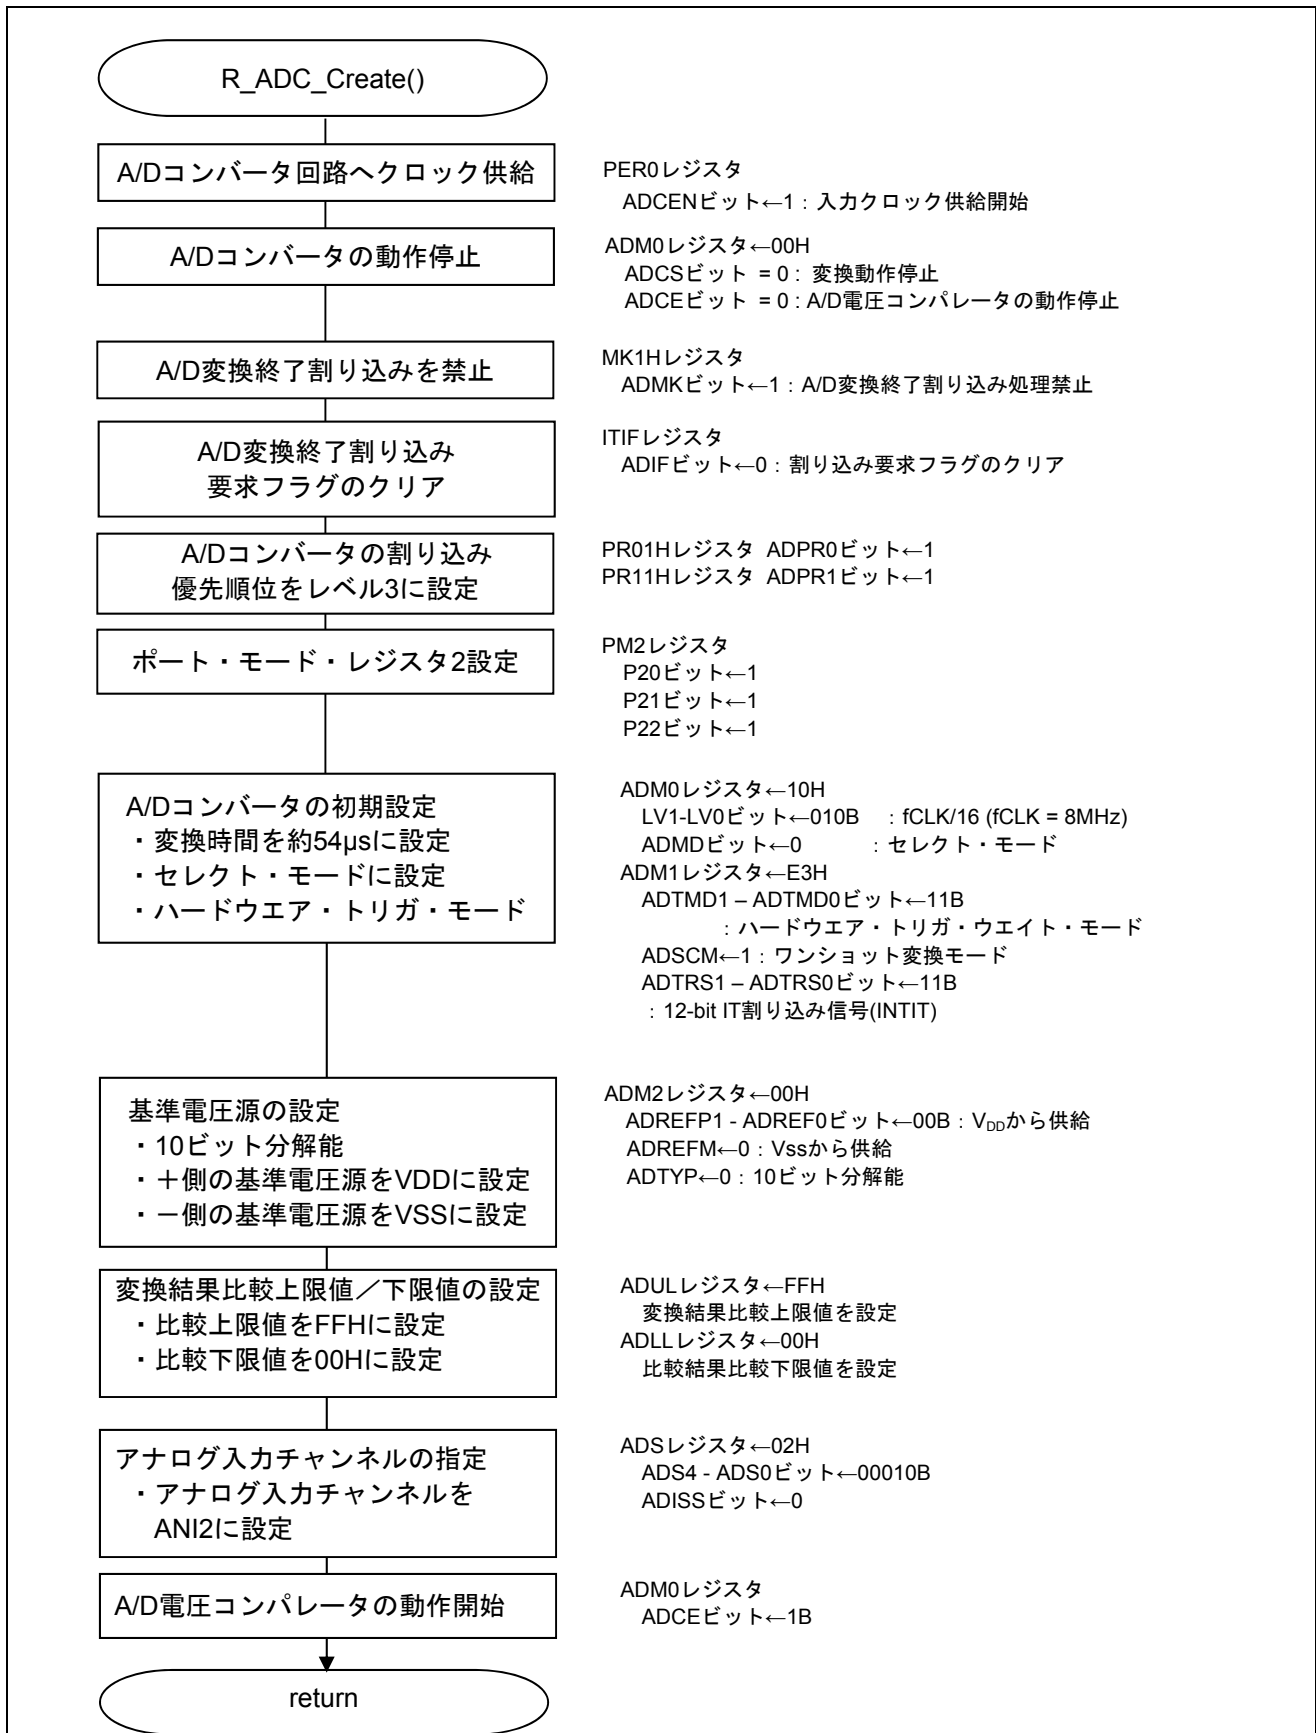 R_ADC_Create()
A/Dコンバータ回路へクロック供給
PER0レジスタ
ADCENビット←1：入力クロック供給開始
A/Dコンバータの動作停止
ADM0レジスタ←00H
ADCSビット = 0 : 変換動作停止
ADCEビット = 0 : A/D電圧コンパレータの動作停止
A/D変換終了割り込みを禁止
MK1Hレジスタ
ADMKビット←1：A/D変換終了割り込み処理禁止
A/D変換終了割り込み
要求フラグのクリア
ITIFレジスタ
ADIFビット←0：割り込み要求フラグのクリア
A/Dコンバータの割り込み
優先順位をレベル3に設定
PR01Hレジスタ ADPR0ビット←1
PR11Hレジスタ ADPR1ビット←1
ポート・モード・レジスタ2設定
PM2レジスタ
P20ビット←1
P21ビット←1
P22ビット←1
A/Dコンバータの初期設定
・変換時間を約54μsに設定
・セレクト・モードに設定
・ハードウエア・トリガ・モード
ADM0レジスタ←10H
LV1-LV0ビット←010B ：fCLK/16 (fCLK = 8MHz)
ADMDビット←0 ：セレクト・モード
ADM1レジスタ←E3H
ADTMD1 – ADTMD0ビット←11B
：ハードウエア・トリガ・ウエイト・モード
ADSCM←1：ワンショット変換モード
ADTRS1 – ADTRS0ビット←11B
：12-bit IT割り込み信号(INTIT)
基準電圧源の設定
・10ビット分解能
・＋側の基準電圧源をVDDに設定
・－側の基準電圧源をVSSに設定
ADM2レジスタ←00H
ADREFP1 - ADREF0ビット←00B：VDDから供給
ADREFM←0：Vssから供給
ADTYP←0：10ビット分解能
変換結果比較上限値／下限値の設定
・比較上限値をFFHに設定
・比較下限値を00Hに設定
ADULレジスタ←FFH
変換結果比較上限値を設定
ADLLレジスタ←00H
比較結果比較下限値を設定
アナログ入力チャンネルの指定
・アナログ入力チャンネルを
ANI2に設定
ADSレジスタ←02H
ADS4 - ADS0ビット←00010B
ADISSビット←0
A/D電圧コンパレータの動作開始
ADM0レジスタ
ADCEビット←1B
return